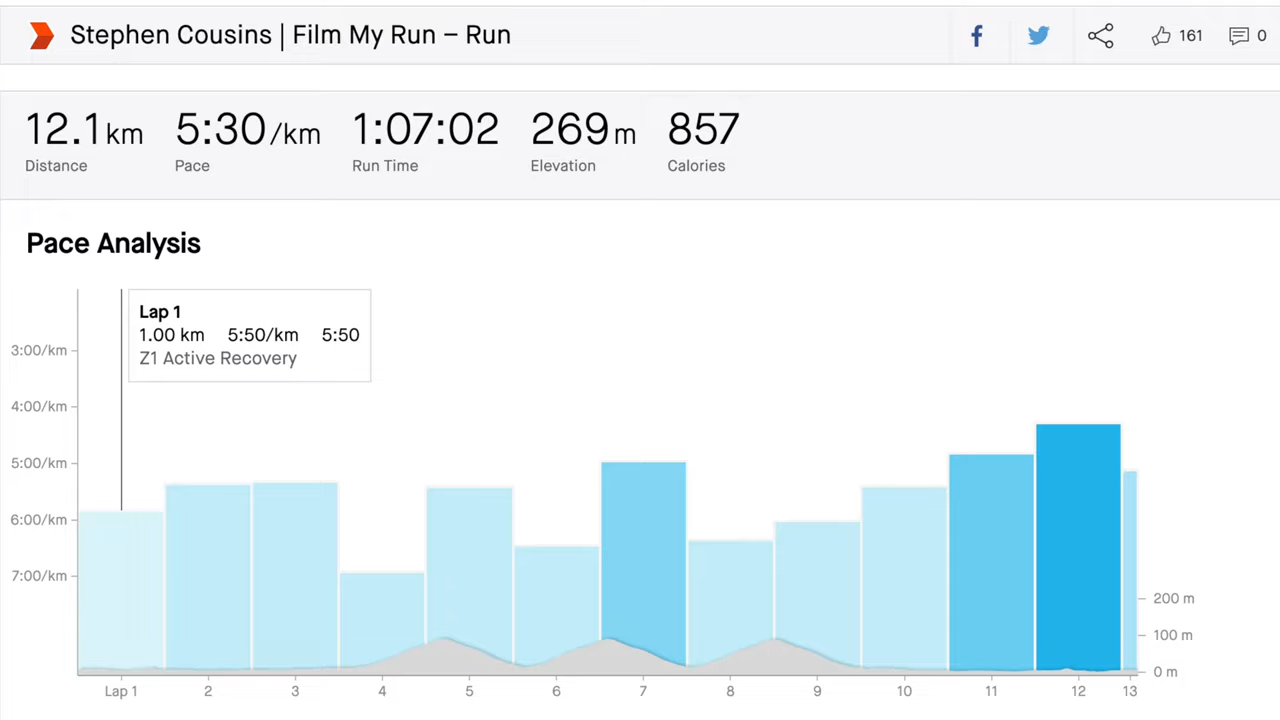 Stephen Cousins | Film My Run – Run
161
0
12.1 km 5:30 /km 1:07:02 269 m 857
Distance Pace Run Time Elevation Calories
Pace Analysis
Lap 1
1.00 km 5:50/km 5:50
Z1 Active Recovery
3:00/km
4:00/km
5:00/km
6:00/km
7:00/km
200 m
100 m
0 m
Lap 1 2 3 4 5 6 7 8 9 10 11 12 13